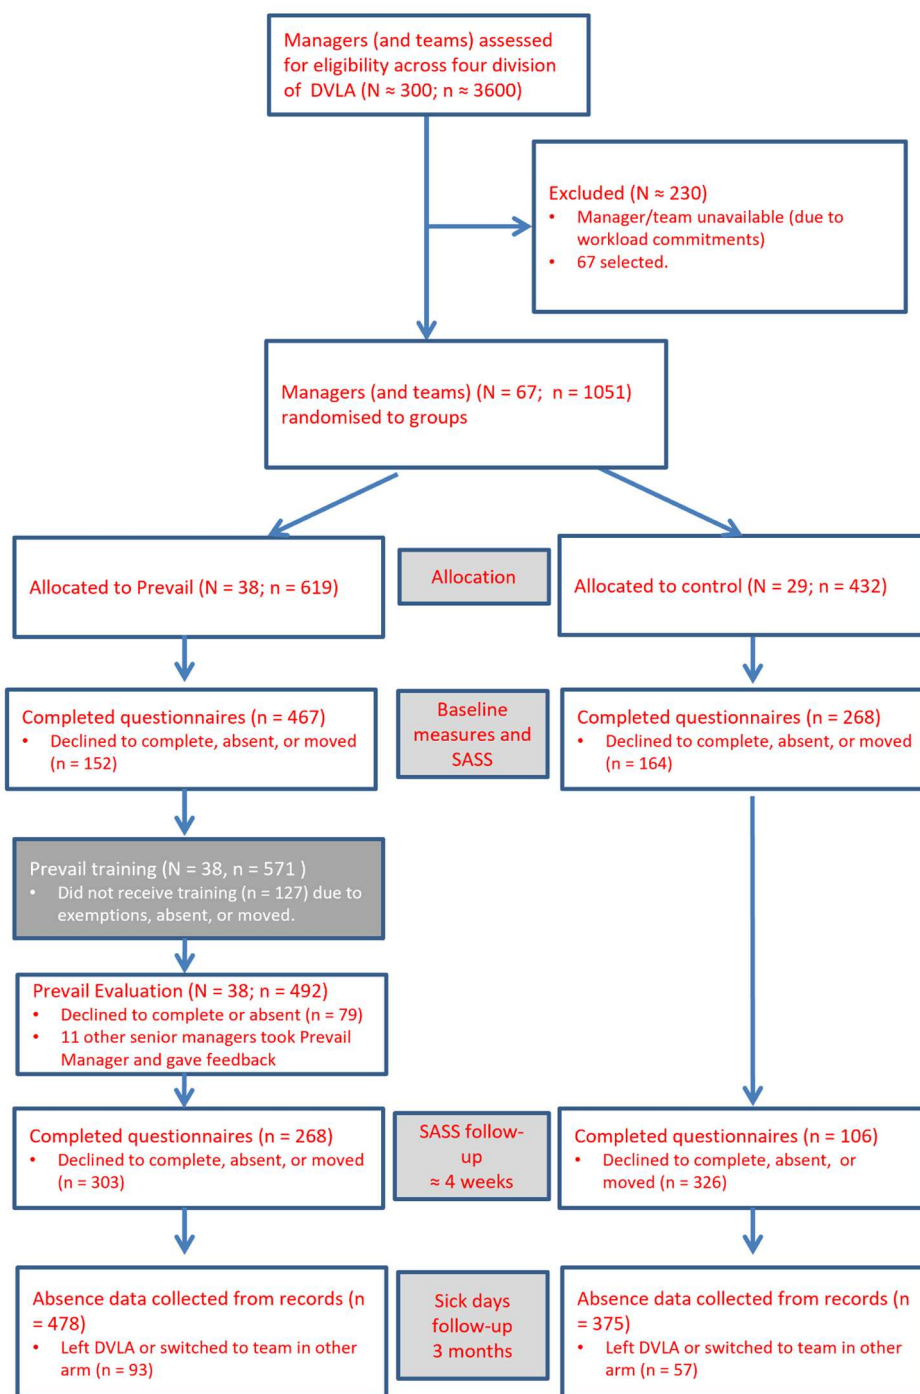 Managers (and teams) assessed
for eligibility across four division
of DVLA (N ≈ 300; n ≈ 3600)
Excluded (N ≈ 230)
• Manager/team unavailable (due to
workload commitments)
• 67 selected.
Managers (and teams) (N = 67; n = 1051)
randomised to groups
Allocated to Prevail (N = 38; n = 619)
Allocation
Allocated to control (N = 29; n = 432)
Completed questionnaires (n = 467)
• Declined to complete, absent, or moved
(n = 152)
Baseline
measures and
SASS
Completed questionnaires (n = 268)
• Declined to complete, absent, or moved
(n = 164)
Prevail training (N = 38, n = 571 )
• Did not receive training (n = 127) due to
exemptions, absent, or moved.
Prevail Evaluation (N = 38; n = 492)
• Declined to complete or absent (n = 79)
• 11 other senior managers took Prevail
Manager and gave feedback
Completed questionnaires (n = 268)
• Declined to complete, absent, or moved
(n = 303)
SASS follow-
up
≈ 4 weeks
Completed questionnaires (n = 106)
• Declined to complete, absent, or
moved (n = 326)
Absence data collected from records (n
= 478)
• Left DVLA or switched to team in other
arm (n = 93)
Sick days
follow-up
3 months
Absence data collected from records (n
= 375)
• Left DVLA or switched to team in other
arm (n = 57)